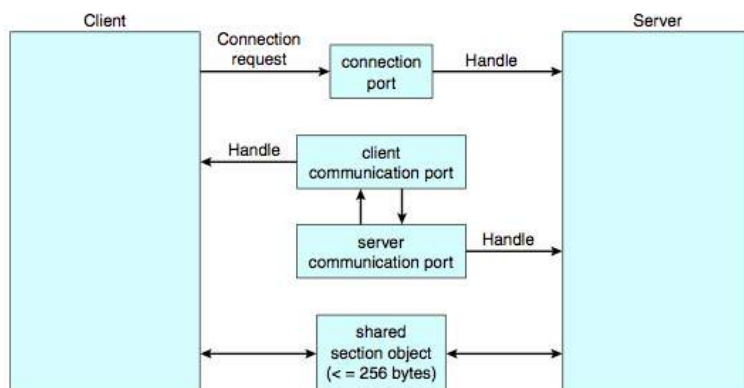 Client
Server
Connection
request
connection
port
Handle
Handle
client
communication port
server
communication port
Handle
shared
section object
(< = 256 bytes)